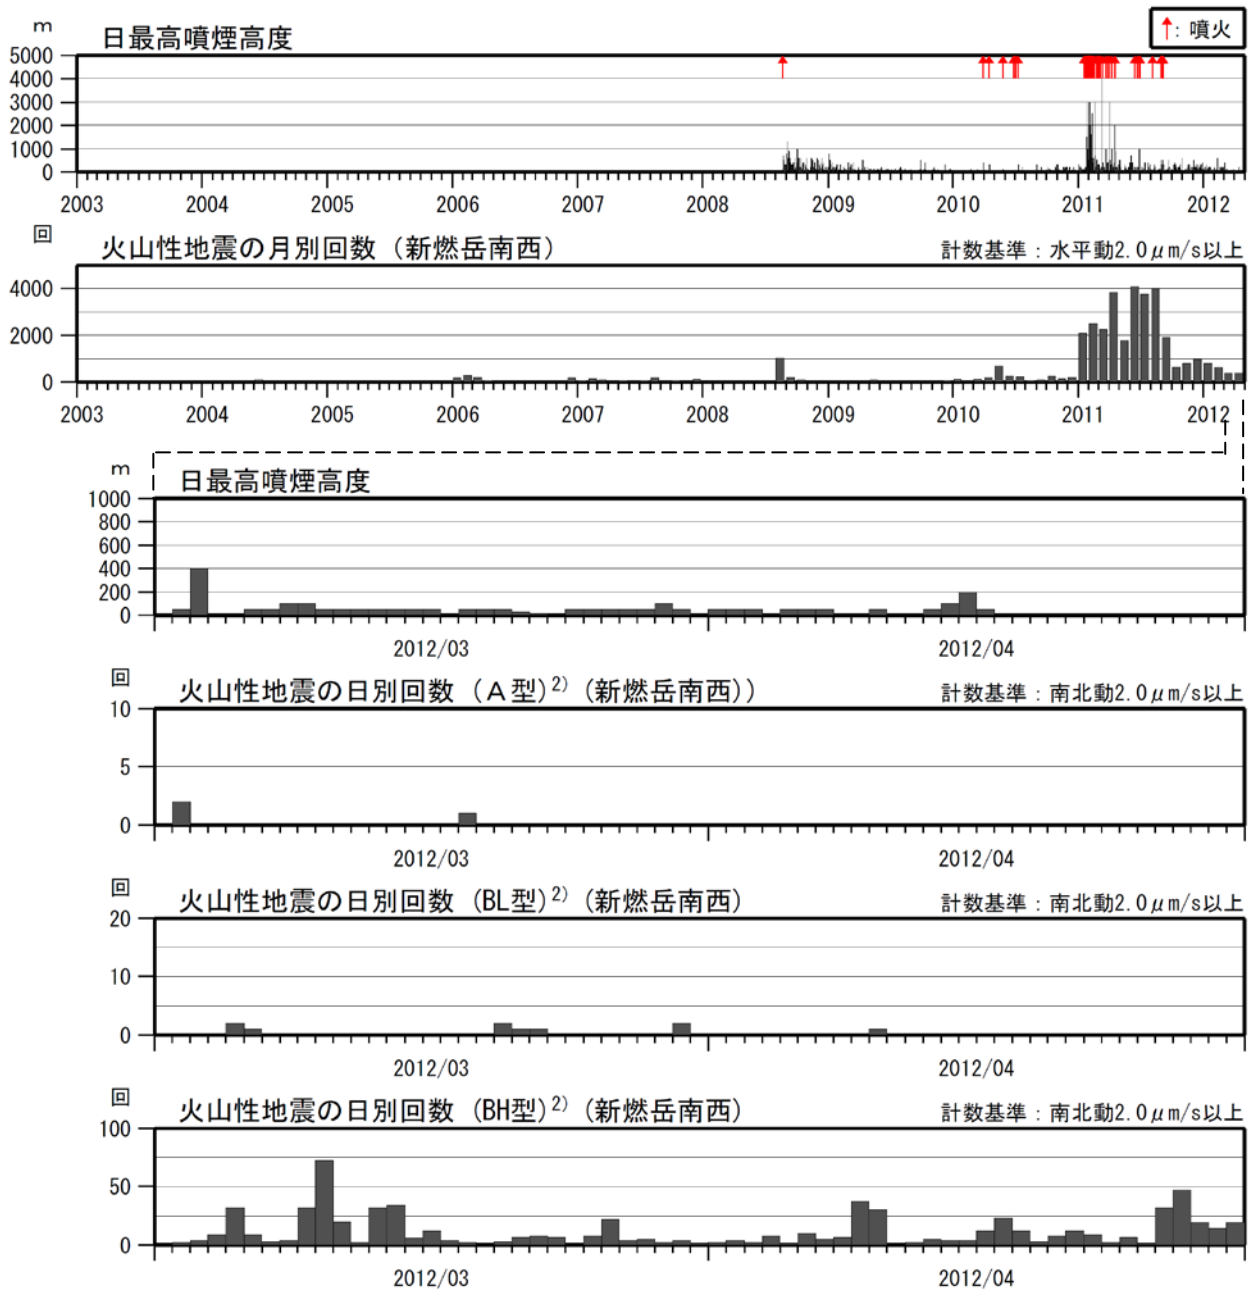 m
日最高噴煙高度
↑: 噴火
5000
4000
3000
2000
1000
0
2003 2004 2005 2006 2007 2008 2009 2010 2011 2012
回
火山性地震の月別回数（新燃岳南西）
計数基準：水平動2.0μm/s以上
4000
2000
0
2003 2004 2005 2006 2007 2008 2009 2010 2011 2012
m
日最高噴煙高度
1000
800
600
400
200
0
2012/03 2012/04
回
火山性地震の日別回数（A型）2)（新燃岳南西））
計数基準：南北動2.0μm/s以上
10
5
0
2012/03 2012/04
回
火山性地震の日別回数（BL型）2)（新燃岳南西）
計数基準：南北動2.0μm/s以上
20
10
0
2012/03 2012/04
回
火山性地震の日別回数（BH型）2)（新燃岳南西）
計数基準：南北動2.0μm/s以上
100
50
0
2012/03 2012/04